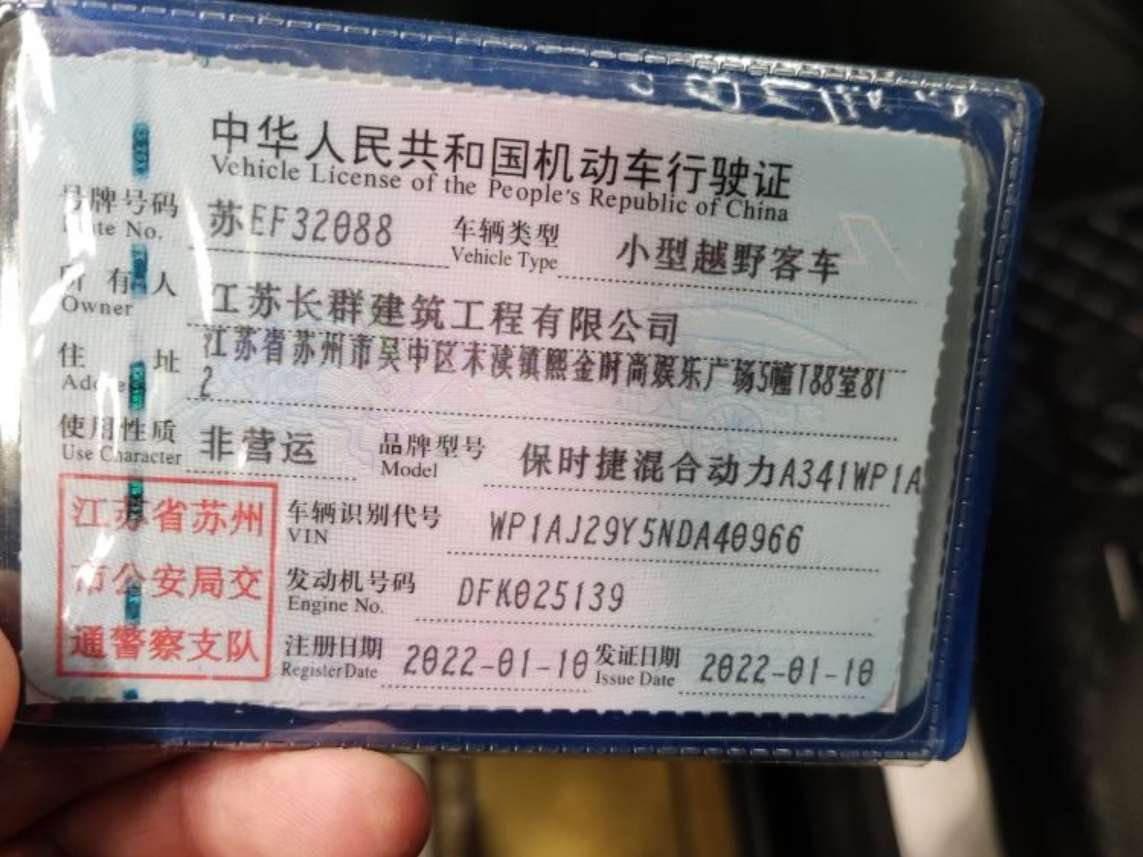 中华人民共和国机动车行驶证
Vehicle License of the People's Republic of China
号牌号码 苏EF32088 车辆类型 小型越野客车
Plate No. Vehicle Type
所有人 江苏长群建筑工程有限公司
Owner
住址 江苏省苏州市吴中区木渎镇熙金时尚娱乐广场5幢T88室81
2
使用性质 非营运 品牌型号 保时捷混合动力A341WP1A
Use Character Model
江苏省苏州
市公安局交
通警察支队
车辆识别代号 WP1AJ29Y5NDA40966
VIN
发动机号码 DFK025139
Engine No.
注册日期 2022-01-10 发证日期 2022-01-10
Register Date Issue Date